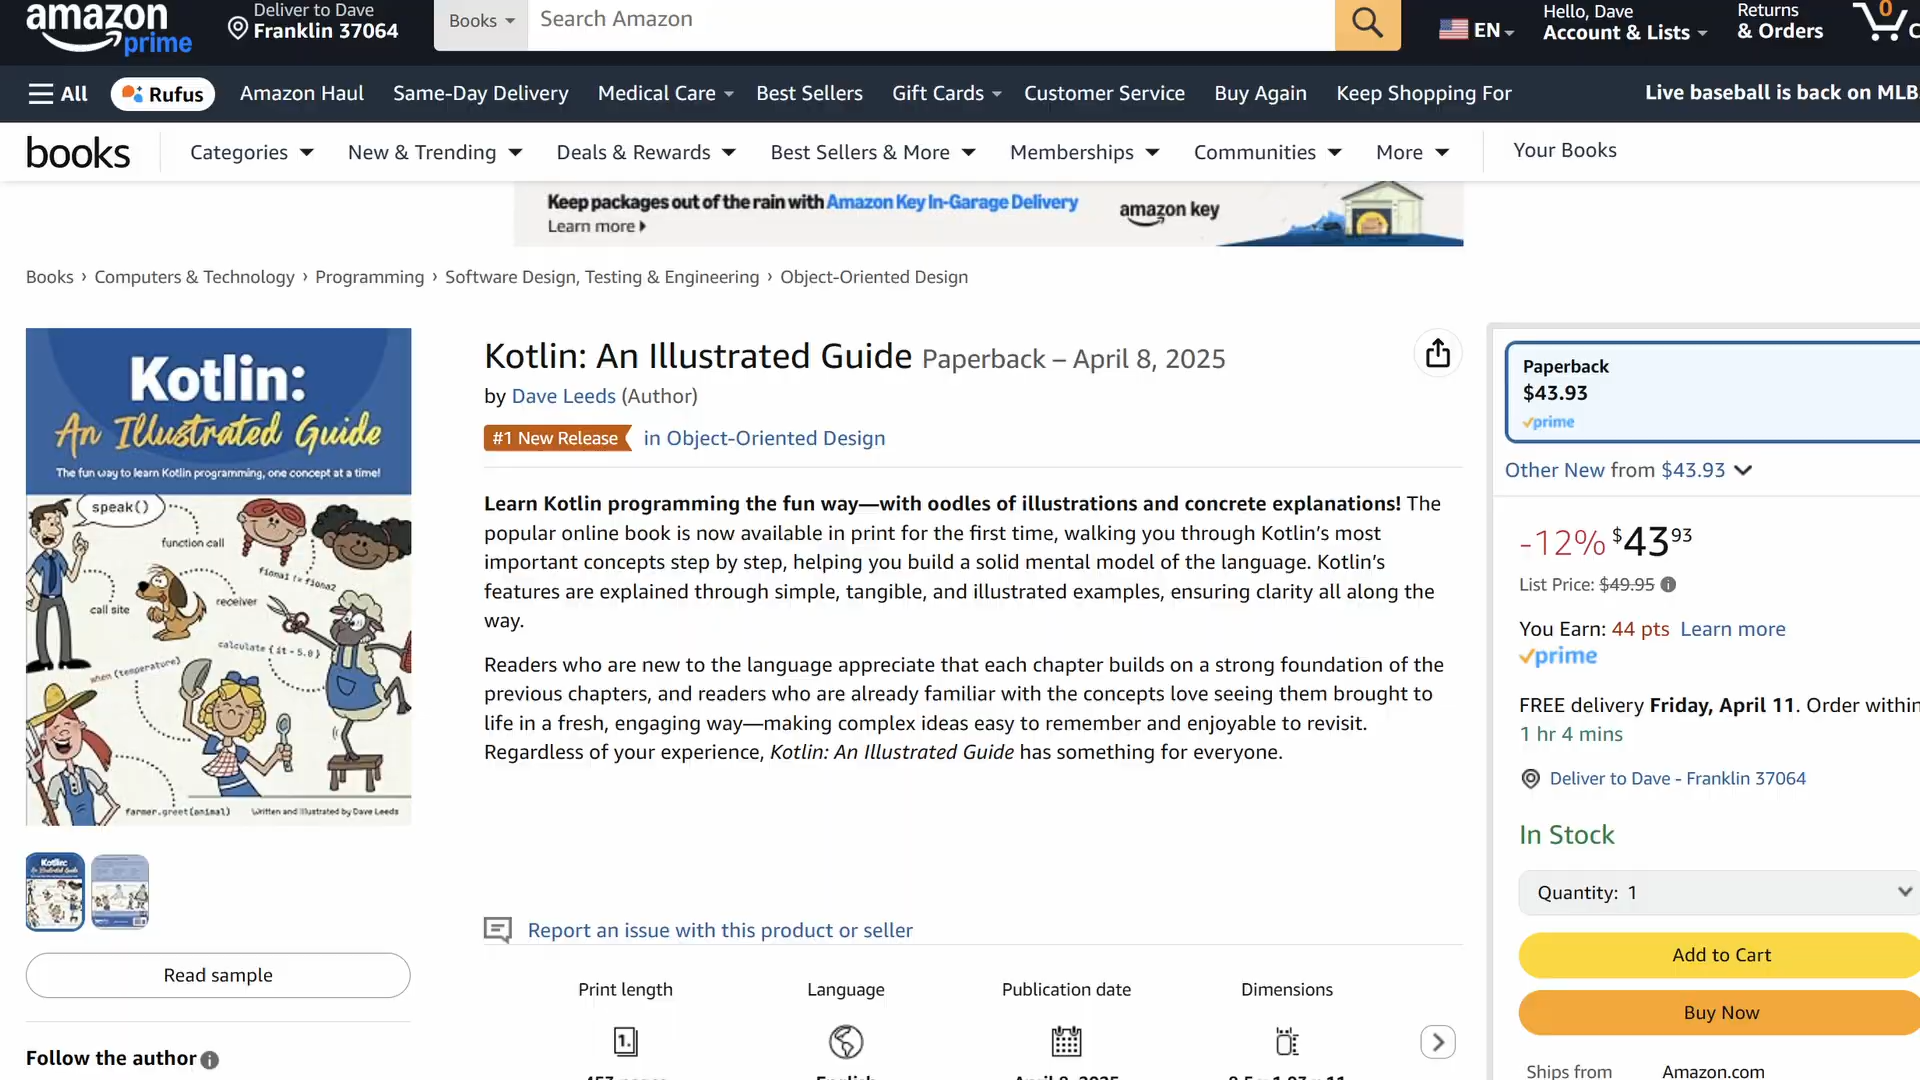 amazon
prime
Deliver to Dave
Franklin 37064
Books
Search Amazon
EN
Hello, Dave
Account & Lists
Returns
& Orders
0
All
Rufus
Amazon Haul
Same-Day Delivery
Medical Care
Best Sellers
Gift Cards
Customer Service
Buy Again
Keep Shopping For
Live baseball is back on MLB
books
Categories
New & Trending
Deals & Rewards
Best Sellers & More
Memberships
Communities
More
Your Books
Keep packages out of the rain with Amazon Key In-Garage Delivery
Learn more
amazon key
Books › Computers & Technology › Programming › Software Design, Testing & Engineering › Object-Oriented Design
Kotlin:
An Illustrated Guide
The fun way to learn Kotlin programming, one concept at a time!
speak()
function call
fiona1 != fiona2
call site
receiver
calculate { it - 5.0 }
when (temperature)
farmer.greet(animal)
Written and Illustrated by Dave Leeds
Read sample
Follow the author
Kotlin: An Illustrated Guide Paperback – April 8, 2025
by Dave Leeds (Author)
#1 New Release in Object-Oriented Design
Learn Kotlin programming the fun way—with oodles of illustrations and concrete explanations! The
popular online book is now available in print for the first time, walking you through Kotlin’s most
important concepts step by step, helping you build a solid mental model of the language. Kotlin’s
features are explained through simple, tangible, and illustrated examples, ensuring clarity all along the
way.
Readers who are new to the language appreciate that each chapter builds on a strong foundation of the
previous chapters, and readers who are already familiar with the concepts love seeing them brought to
life in a fresh, engaging way—making complex ideas easy to remember and enjoyable to revisit.
Regardless of your experience, Kotlin: An Illustrated Guide has something for everyone.
Report an issue with this product or seller
Print length
Language
English
Publication date
April 8, 2025
Dimensions
Paperback
$43.93
prime
Other New from $43.93
-12% $43 93
List Price: $49.95
You Earn: 44 pts Learn more
prime
FREE delivery Friday, April 11. Order within
1 hr 4 mins
Deliver to Dave - Franklin 37064
In Stock
Quantity: 1
Add to Cart
Buy Now
Ships from Amazon.com